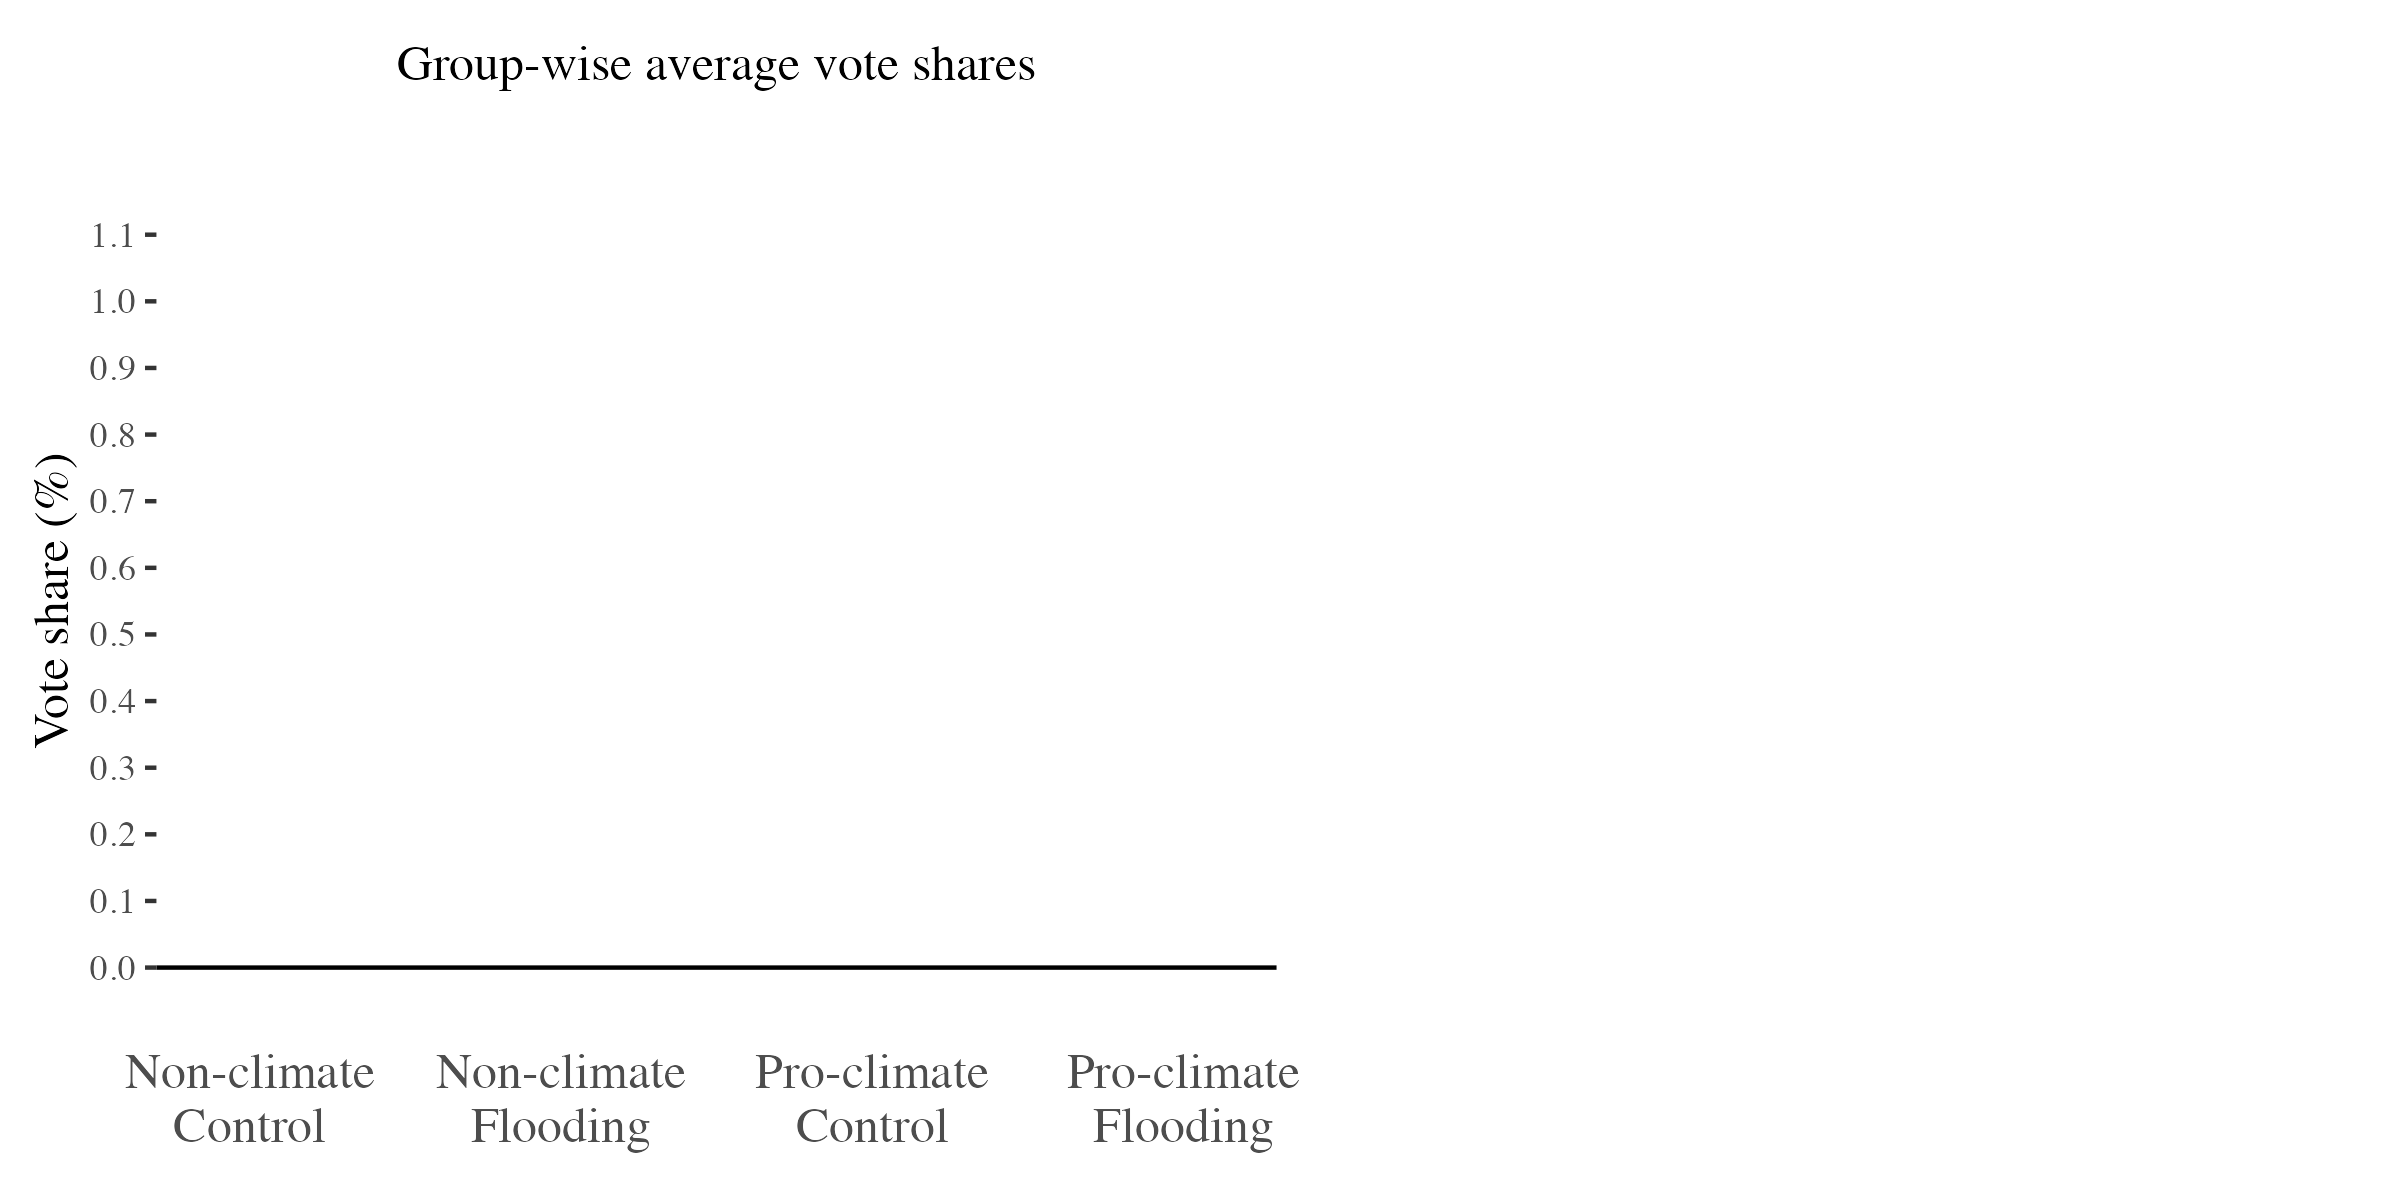 Group-wise average vote shares
Vote share (%)
1.1
1.0
0.9
0.8
0.7
0.6
0.5
0.4
0.3
0.2
0.1
0.0
Non-climate
Control
Non-climate
Flooding
Pro-climate
Control
Pro-climate
Flooding